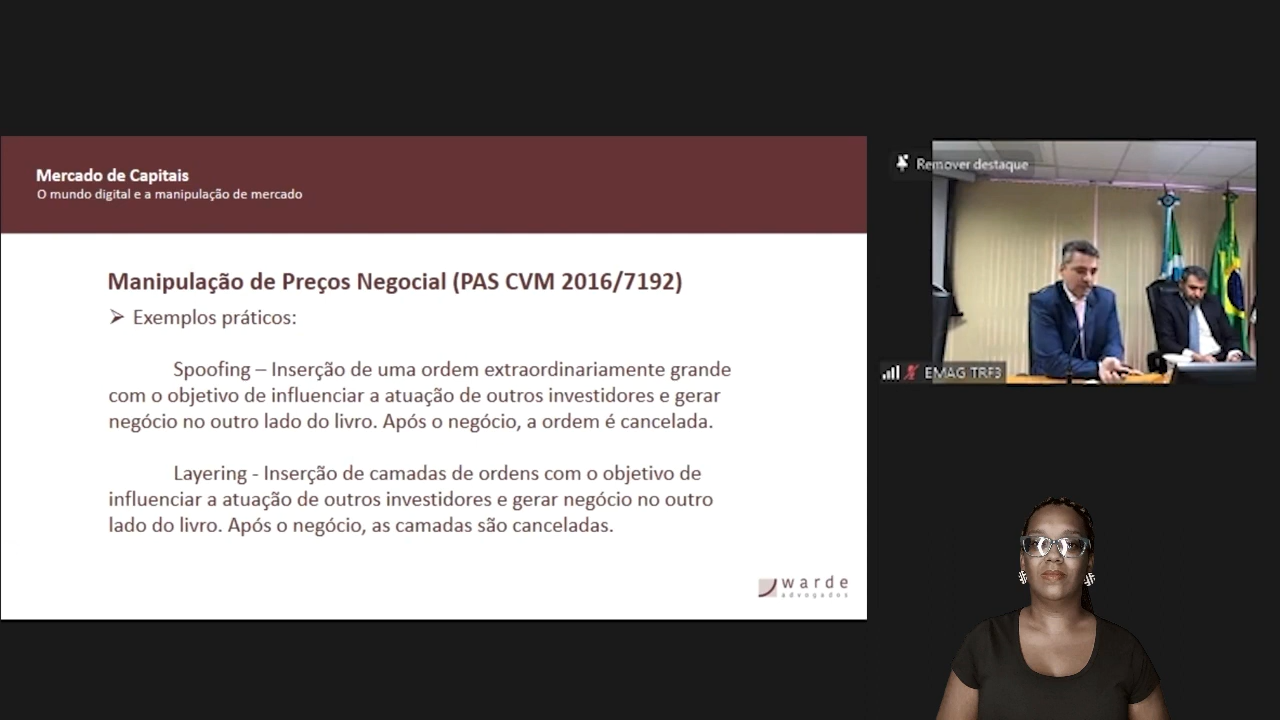 Mercado de Capitais
O mundo digital e a manipulação de mercado
Manipulação de Preços Negocial (PAS CVM 2016/7192)
➢ Exemplos práticos:
Spoofing – Inserção de uma ordem extraordinariamente grande
com o objetivo de influenciar a atuação de outros investidores e gerar
negócio no outro lado do livro. Após o negócio, a ordem é cancelada.
Layering - Inserção de camadas de ordens com o objetivo de
influenciar a atuação de outros investidores e gerar negócio no outro
lado do livro. Após o negócio, as camadas são canceladas.
warde
advogados
Remover destaque
EMAG TRF3